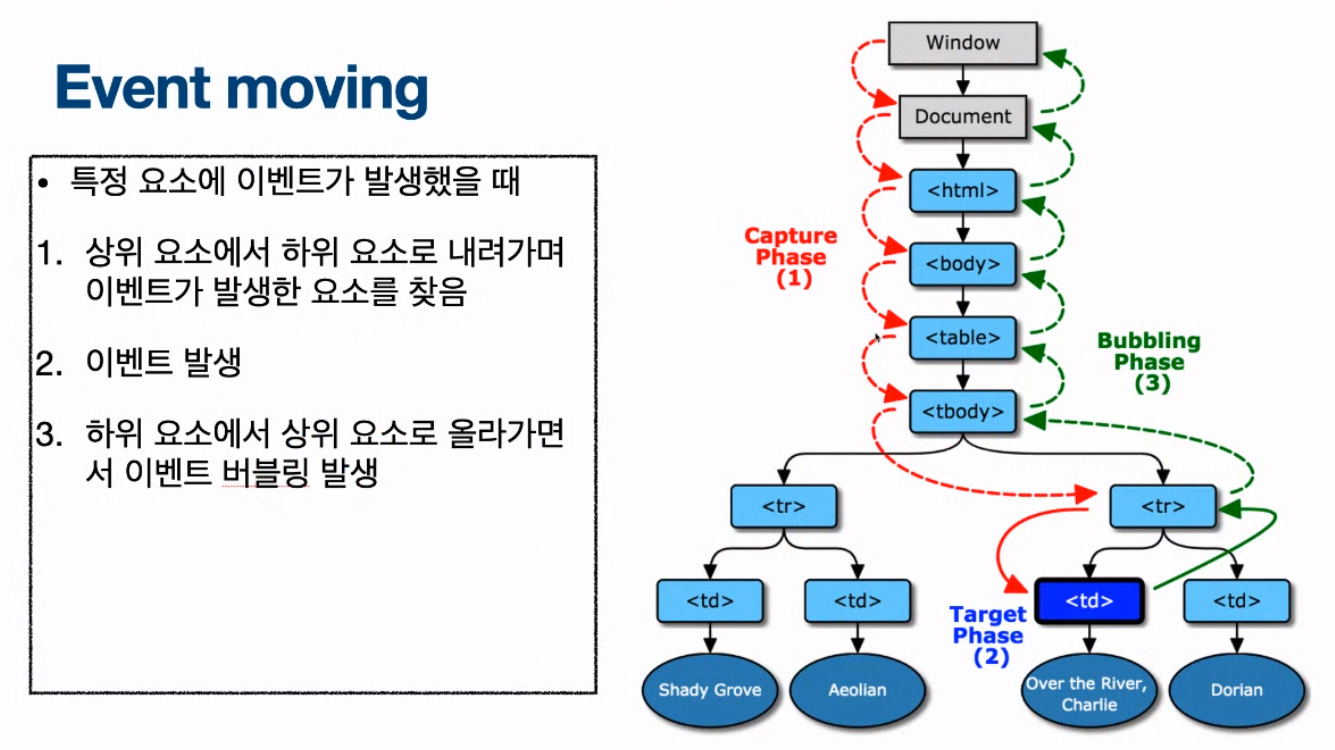 Event moving
• 특정 요소에 이벤트가 발생했을 때
1. 상위 요소에서 하위 요소로 내려가며
이벤트가 발생한 요소를 찾음
2. 이벤트 발생
3. 하위 요소에서 상위 요소로 올라가면
서 이벤트 버블링 발생
Window
Document
<html>
Capture
Phase
(1)
<body>
<table>
Bubbling
Phase
(3)
<tbody>
<tr>
<tr>
<td>
<td>
<td>
<td>
Target
Phase
(2)
Shady Grove
Aeolian
Over the River,
Charlie
Dorian